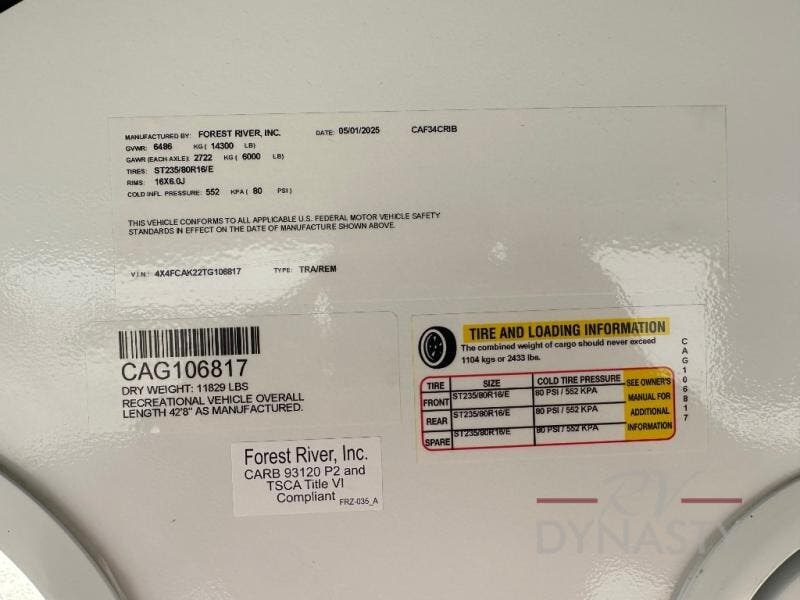 MANUFACTURED BY: FOREST RIVER, INC. DATE: 05/01/2025 CAF34CRIB
GVWR: 6486 KG ( 14300 LB)
GAWR (EACH AXLE): 2722 KG ( 6000 LB)
TIRES: ST235/80R16/E
RIMS: 16X6.0J
COLD INFL. PRESSURE: 552 KPA ( 80 PSI)
THIS VEHICLE CONFORMS TO ALL APPLICABLE U.S. FEDERAL MOTOR VEHICLE SAFETY
STANDARDS IN EFFECT ON THE DATE OF MANUFACTURE SHOWN ABOVE.
V.I.N.: 4X4FCAK22TG106817 TYPE: TRA/REM
CAG106817
DRY WEIGHT: 11829 LBS
RECREATIONAL VEHICLE OVERALL
LENGTH 42'8" AS MANUFACTURED.
TIRE AND LOADING INFORMATION
The combined weight of cargo should never exceed
1104 kgs or 2433 lbs.
TIRE SIZE COLD TIRE PRESSURE
FRONT ST235/80R16/E 80 PSI / 552 KPA
REAR ST235/80R16/E 80 PSI / 552 KPA
SPARE ST235/80R16/E 80 PSI / 552 KPA
SEE OWNER'S
MANUAL FOR
ADDITIONAL
INFORMATION
CAG106817
Forest River, Inc.
CARB 93120 P2 and
TSCA Title VI
Compliant FRZ-035_A
RV
DYNASTY